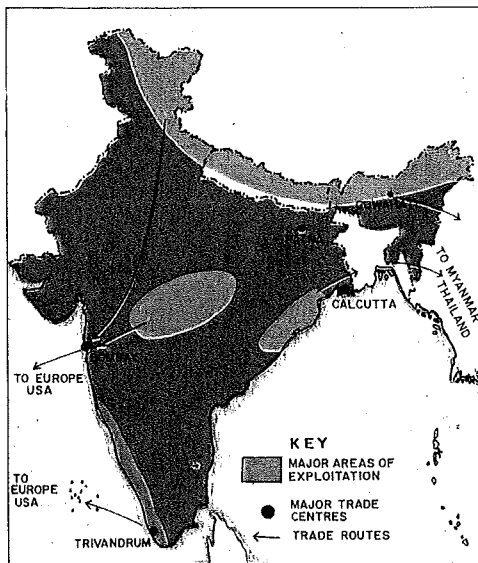 CALCUTTA
TO MYANMAR
THAILAND
BOMBAY
TO EUROPE
USA
TO
EUROPE
USA
TRIVANDRUM
KEY
MAJOR AREAS OF
EXPLOITATION
MAJOR TRADE
CENTRES
TRADE ROUTES